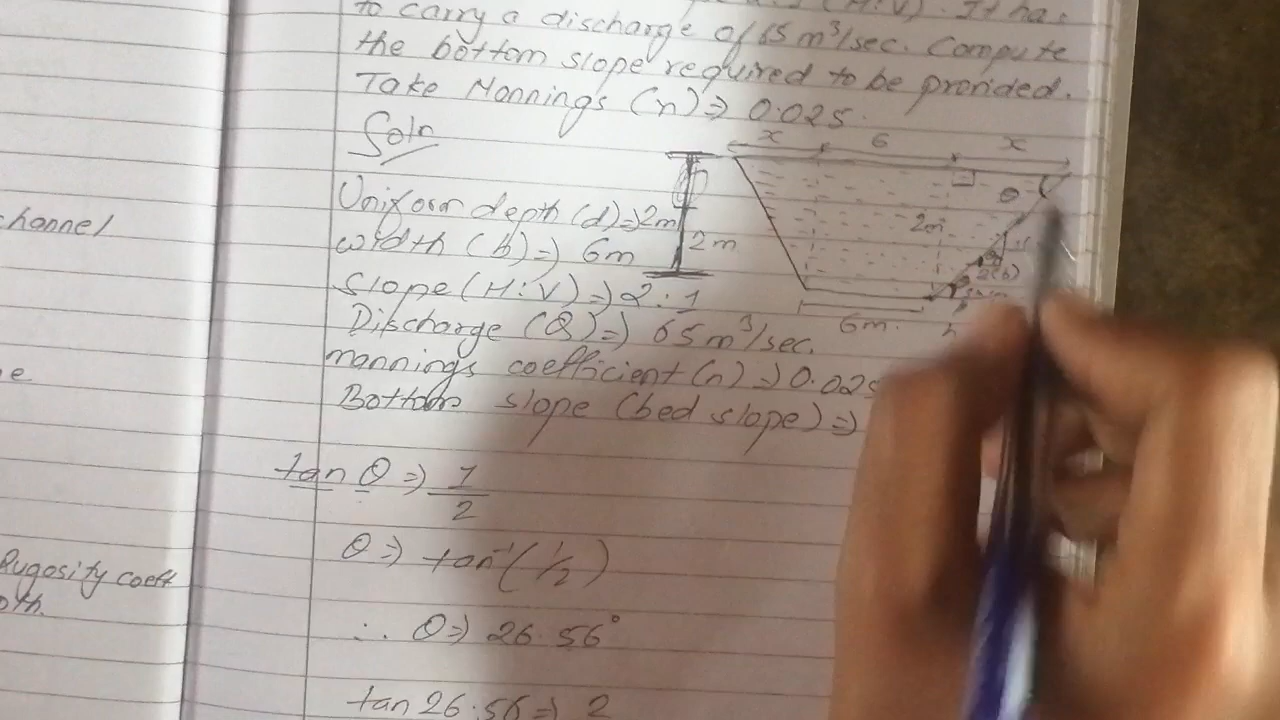 (H:V). It ha
to carry a discharge of 65 m³/sec. Compute
the bottom slope required to be provided.
Take Mannings (n) ⇒ 0.025
Soln
x 6 x
θ
2m
2m
6m.
Uniform depth (d) ⇒ 2m
width (b) ⇒ 6m
Slope (H:V) ⇒ 2:1
Discharge (Q) ⇒ 65 m³/sec.
mannings coefficient (n) ⇒ 0.025
Bottom slope (bed slope) ⇒
tan θ ⇒ 1/2
θ ⇒ tan⁻¹(1/2)
∴ θ ⇒ 26.56°
tan 26.56 ⇒ 2
channel
e
Rugosity coeff